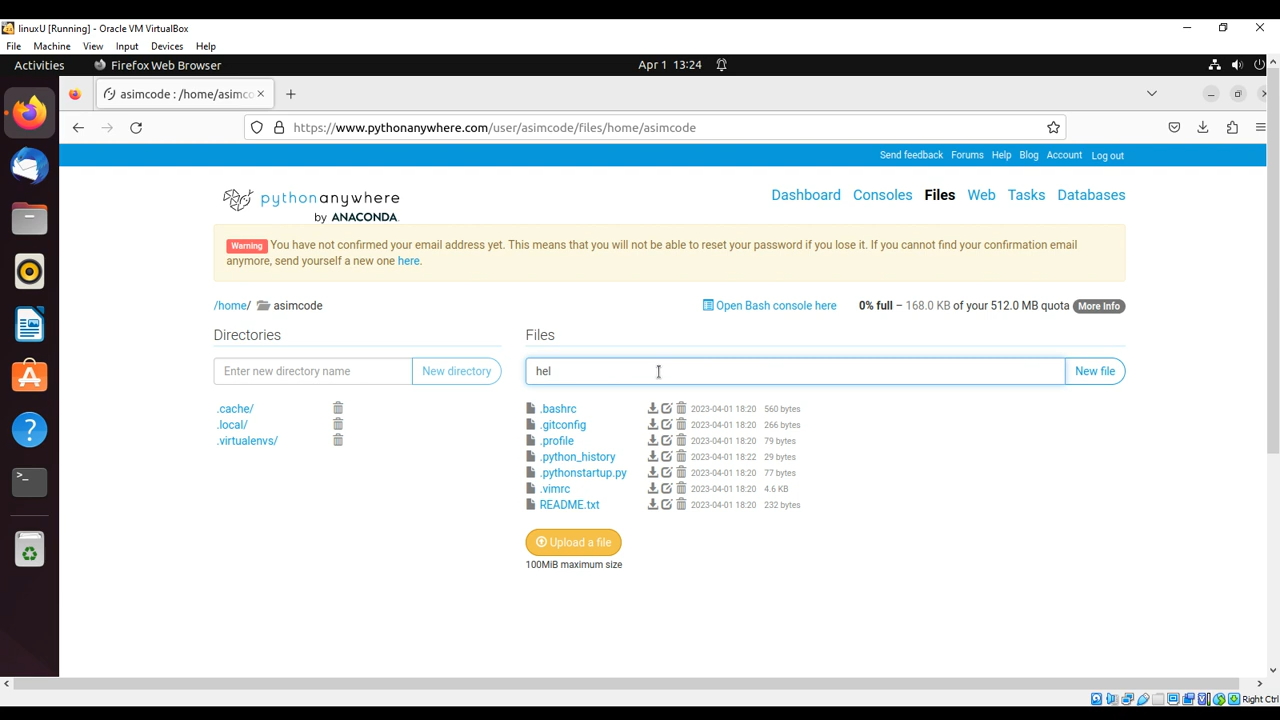 linuxU [Running] - Oracle VM VirtualBox
File Machine View Input Devices Help
Activities Firefox Web Browser Apr 1 13:24
asimcode : /home/asimco
https://www.pythonanywhere.com/user/asimcode/files/home/asimcode
Send feedback Forums Help Blog Account Log out
pythonanywhere
by ANACONDA.
Dashboard Consoles Files Web Tasks Databases
Warning You have not confirmed your email address yet. This means that you will not be able to reset your password if you lose it. If you cannot find your confirmation email
anymore, send yourself a new one here.
/home/ asimcode Open Bash console here 0% full – 168.0 KB of your 512.0 MB quota More Info
Directories Files
Enter new directory name New directory hel New file
.cache/ .bashrc 2023-04-01 18:20 560 bytes
.local/ .gitconfig 2023-04-01 18:20 266 bytes
.virtualenvs/ .profile 2023-04-01 18:20 79 bytes
.python_history 2023-04-01 18:22 29 bytes
.pythonstartup.py 2023-04-01 18:20 77 bytes
.vimrc 2023-04-01 18:20 4.6 KB
README.txt 2023-04-01 18:20 232 bytes
Upload a file
100MiB maximum size
Right Ctrl